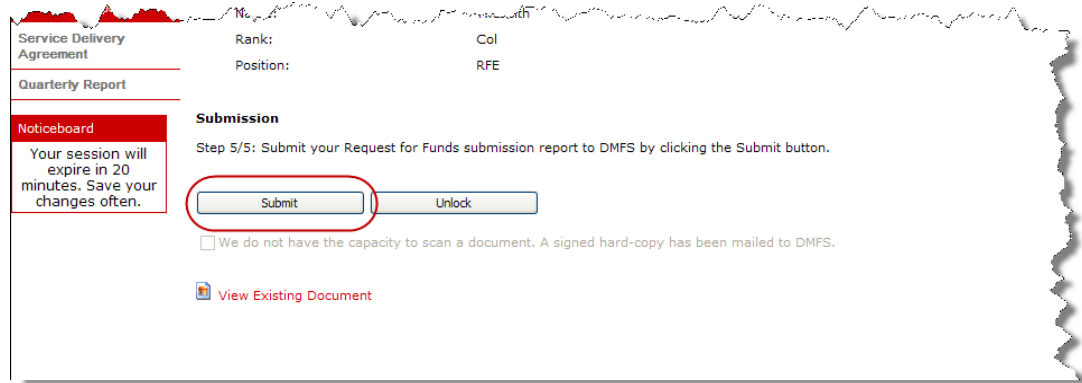 Service Delivery
Agreement
Quarterly Report
Noticeboard
Your session will
expire in 20
minutes. Save your
changes often.
Rank: Col
Position: RFE
Submission
Step 5/5: Submit your Request for Funds submission report to DMFS by clicking the Submit button.
Submit Unlock
We do not have the capacity to scan a document. A signed hard-copy has been mailed to DMFS.
View Existing Document